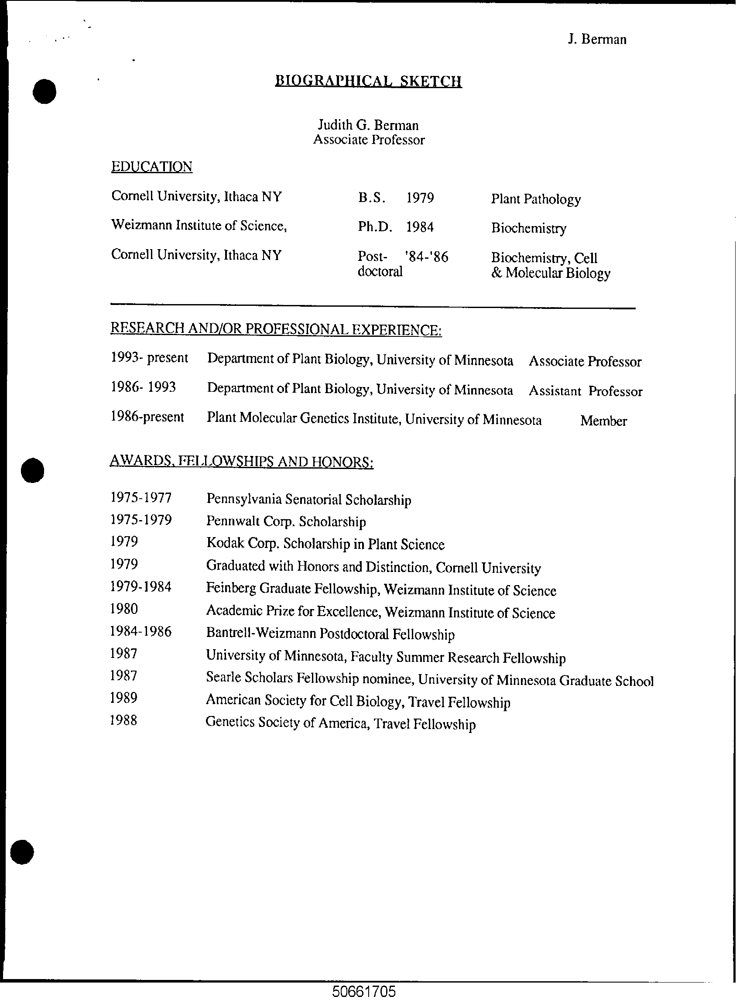 J. Berman
BIOGRAPHICAL SKETCH
Judith G. Berman
Associate Professor
EDUCATION
Cornell University, Ithaca NY B.S. 1979 Plant Pathology
Weizmann Institute of Science, Ph.D. 1984 Biochemistry
Cornell University, Ithaca NY Post- '84-'86 Biochemistry, Cell
doctoral & Molecular Biology
RESEARCH AND/OR PROFESSIONAL EXPERIENCE:
1993- present Department of Plant Biology, University of Minnesota Associate Professor
1986- 1993 Department of Plant Biology, University of Minnesota Assistant Professor
1986-present Plant Molecular Genetics Institute, University of Minnesota Member
AWARDS, FELLOWSHIPS AND HONORS:
1975-1977 Pennsylvania Senatorial Scholarship
1975-1979 Pennwalt Corp. Scholarship
1979 Kodak Corp. Scholarship in Plant Science
1979 Graduated with Honors and Distinction, Cornell University
1979-1984 Feinberg Graduate Fellowship, Weizmann Institute of Science
1980 Academic Prize for Excellence, Weizmann Institute of Science
1984-1986 Bantrell-Weizmann Postdoctoral Fellowship
1987 University of Minnesota, Faculty Summer Research Fellowship
1987 Searle Scholars Fellowship nominee, University of Minnesota Graduate School
1989 American Society for Cell Biology, Travel Fellowship
1988 Genetics Society of America, Travel Fellowship
50661705